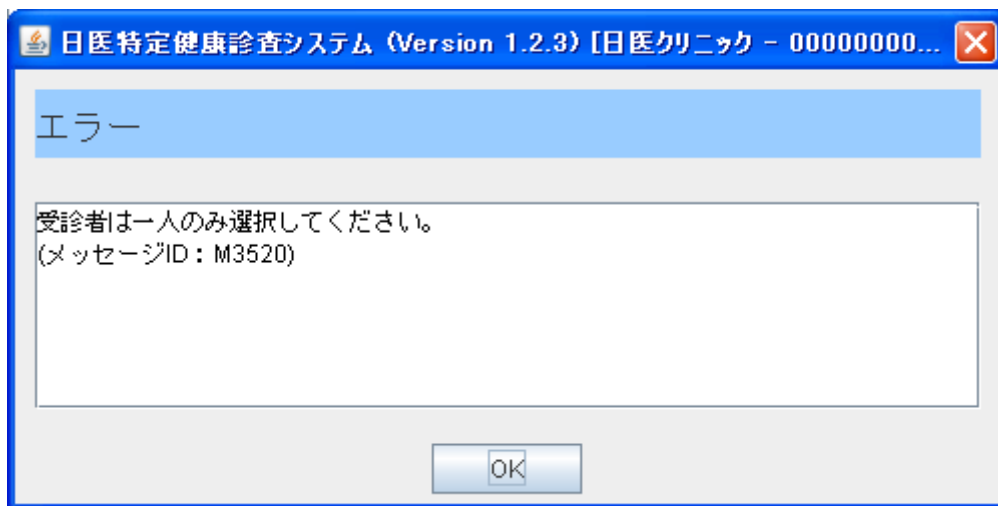 日医特定健康診査システム (Version 1.2.3) [日医クリニック - 00000000...
エラー
受診者は一人のみ選択してください。
(メッセージID：M3520)
OK